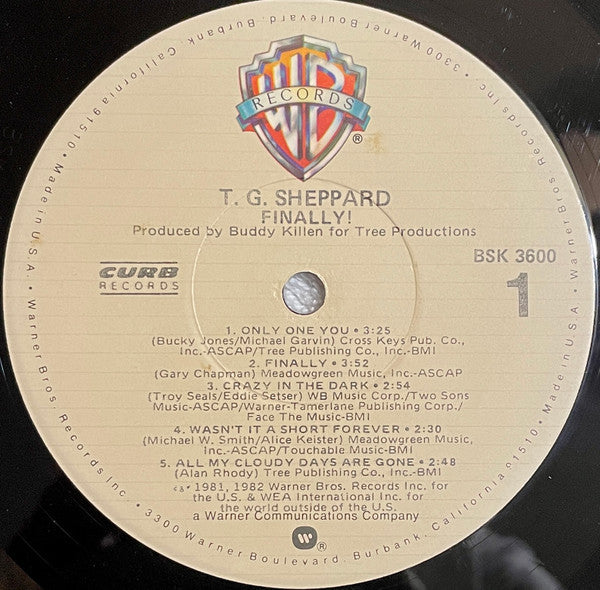 WB
RECORDS
®
T. G. SHEPPARD
FINALLY!
Produced by Buddy Killen for Tree Productions
BSK 3600
1
CURB
RECORDS
1. ONLY ONE YOU • 3:25
(Bucky Jones/Michael Garvin) Cross Keys Pub. Co.,
Inc.-ASCAP/Tree Publishing Co., Inc.-BMI
2. FINALLY • 3:52
(Gary Chapman) Meadowgreen Music, Inc.-ASCAP
3. CRAZY IN THE DARK • 2:54
(Troy Seals/Eddie Setser) WB Music Corp./Two Sons
Music-ASCAP/Warner-Tamerlane Publishing Corp./
Face The Music-BMI
4. WASN'T IT A SHORT FOREVER • 2:30
(Michael W. Smith/Alice Keister) Meadowgreen Music,
Inc.-ASCAP/Touchable Music-BMI
5. ALL MY CLOUDY DAYS ARE GONE • 2:48
(Alan Rhody) Tree Publishing Co., Inc.-BMI
1981, 1982 Warner Bros. Records Inc. for
the U.S. & WEA International Inc. for
the world outside of the U.S.
a Warner Communications Company
®
3300 Warner Boulevard, Burbank, California 91510 • Made in U.S.A. • Warner Bros. Records Inc. • 3300 Warner Boulevard, Burbank, California 91510 • Made in U.S.A. • Warner Bros. Records Inc. •